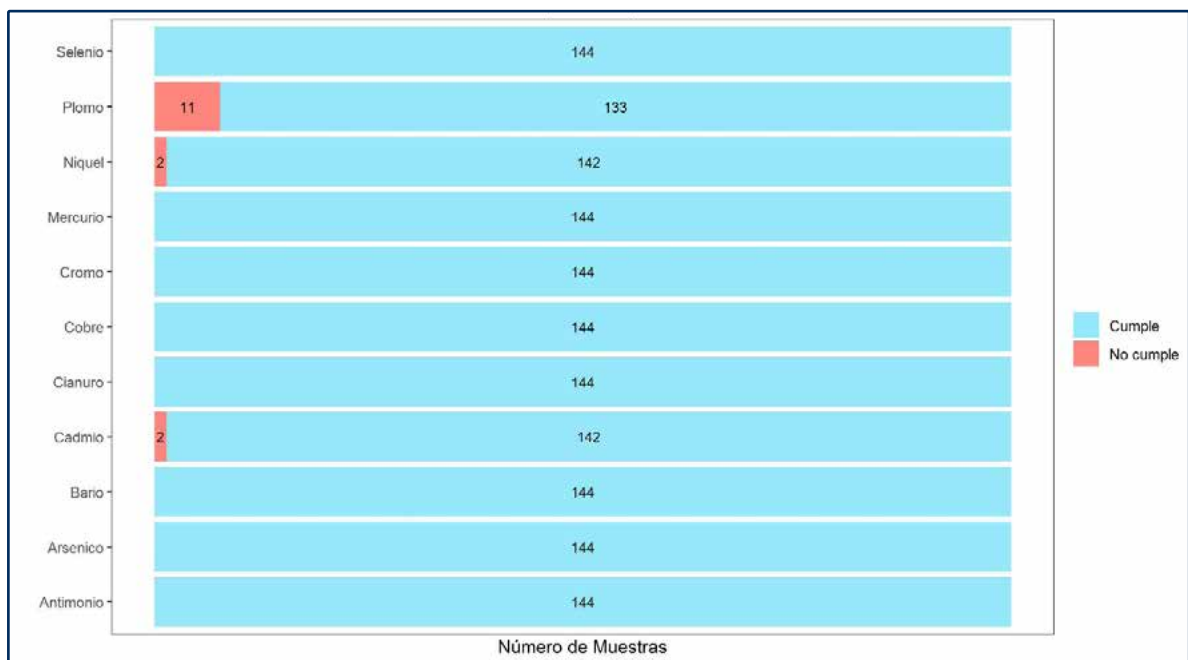 Selenio
144
Plomo
11
133
Niquel
2
142
Mercurio
144
Cromo
144
Cobre
144
Cianuro
144
Cadmio
2
142
Bario
144
Arsenico
144
Antimonio
144
Número de Muestras
Cumple
No cumple